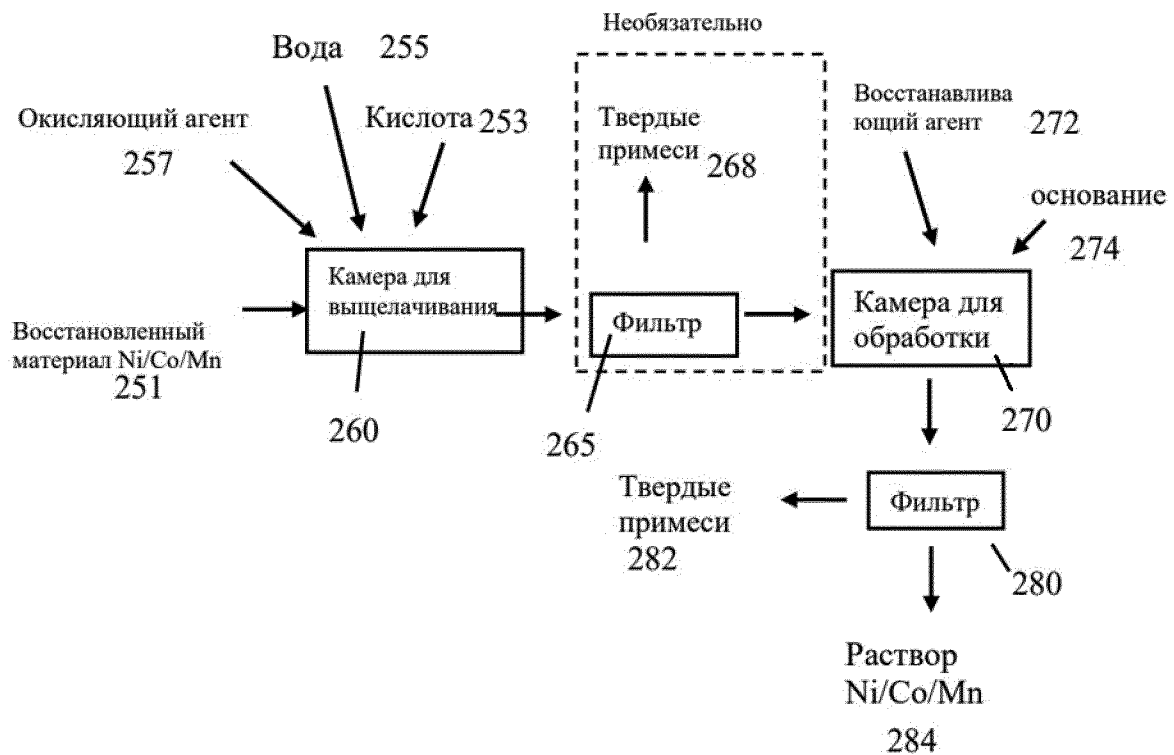 Необязательно
Вода 255
Окисляющий агент
257
Кислота 253
Твердые
примеси 268
Восстанавлива
ющий агент 272
основание
274
Камера для
выщелачивания
Фильтр
Камера для
обработки
Восстановленный
материал Ni/Co/Mn
251
260
265
270
Твердые
примеси
282
Фильтр
280
Раствор
Ni/Co/Mn
284